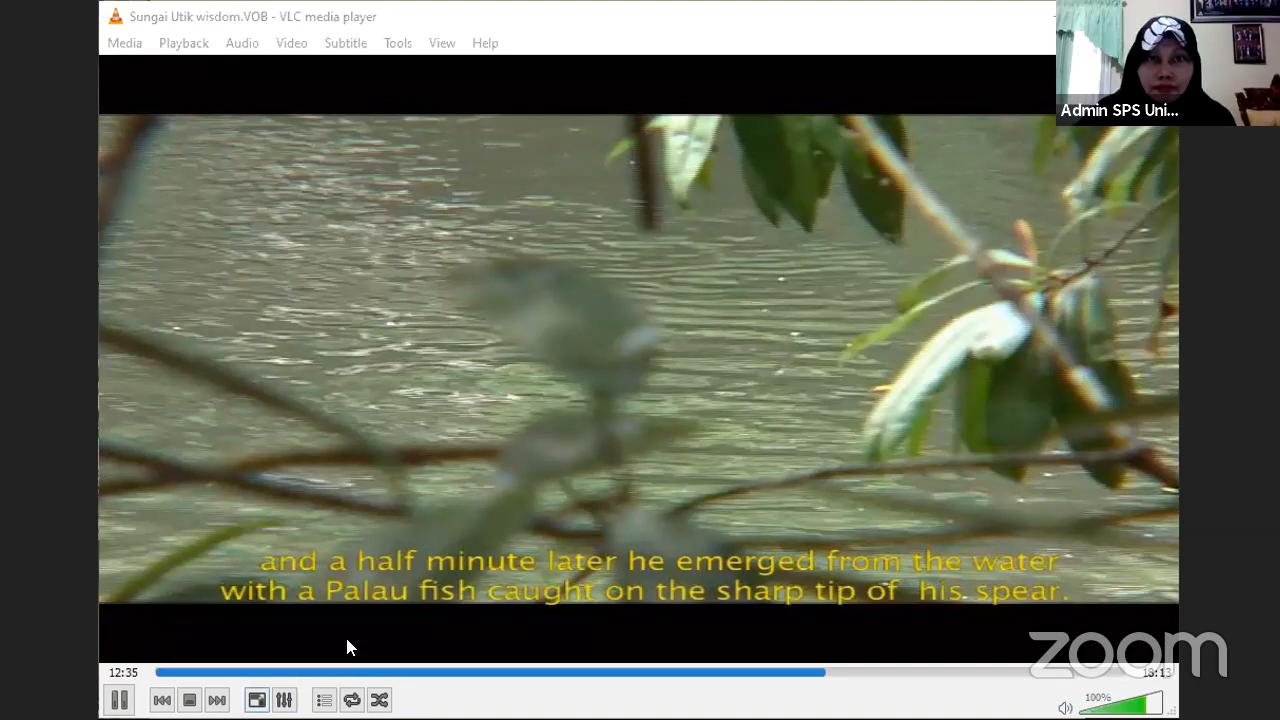 Sungai Utik wisdom.VOB - VLC media player
Media Playback Audio Video Subtitle Tools View Help
Admin SPS Uni...
and a half minute later he emerged from the water
with a Palau fish caught on the sharp tip of his spear.
zoom
12:35
18:13
100%